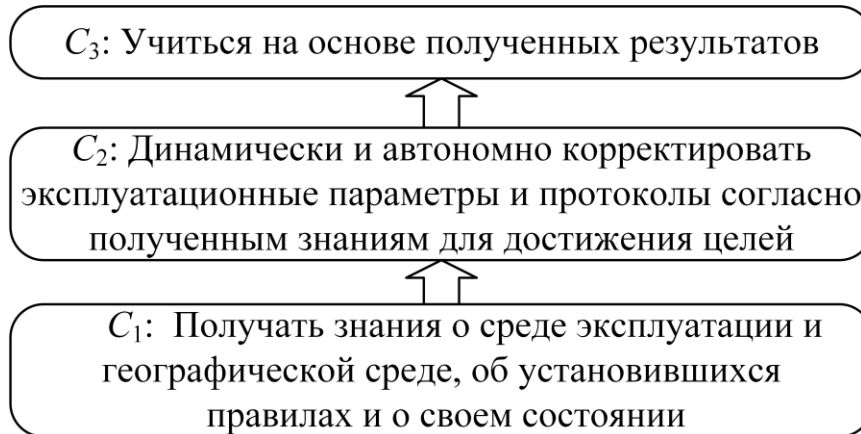 C3: Учиться на основе полученных результатов
C2: Динамически и автономно корректировать
эксплуатационные параметры и протоколы согласно
полученным знаниям для достижения целей
C1: Получать знания о среде эксплуатации и
географической среде, об установившихся
правилах и о своем состоянии